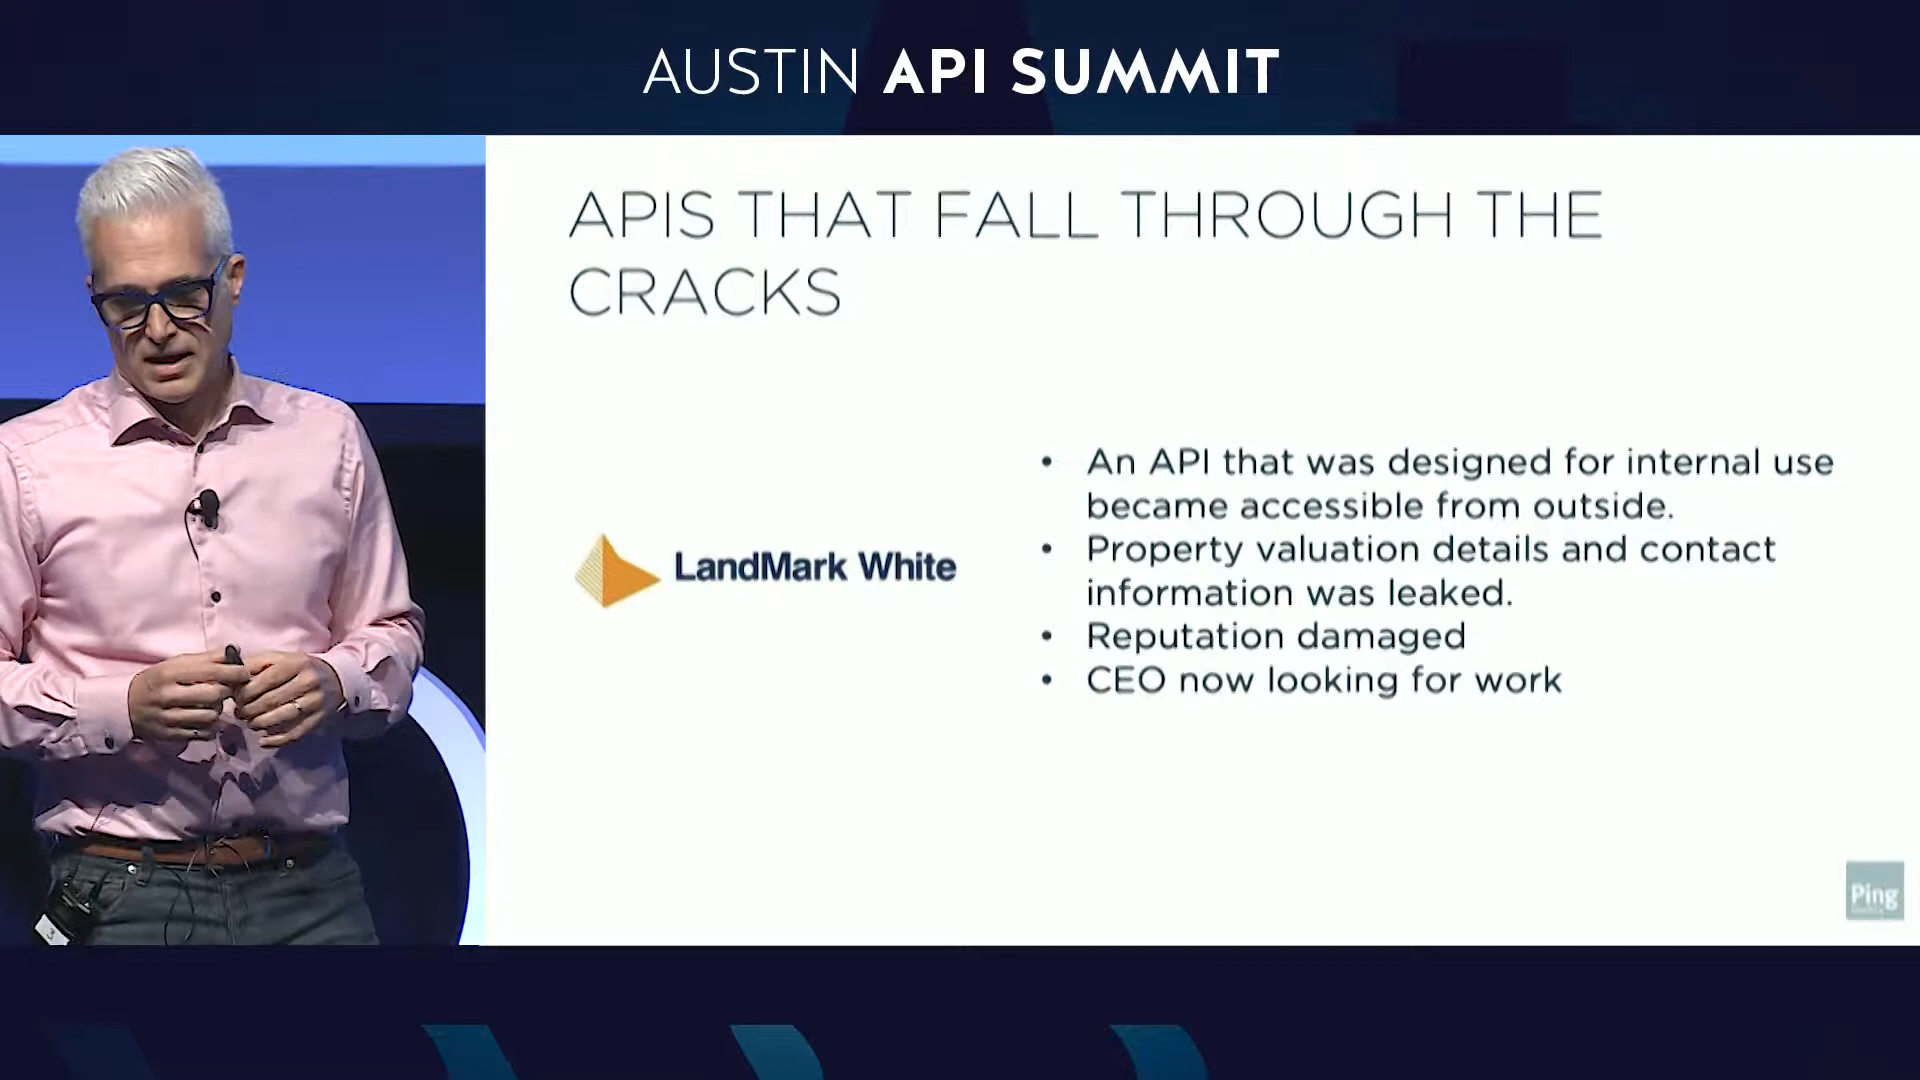 AUSTIN API SUMMIT
APIS THAT FALL THROUGH THE
CRACKS
LandMark White
• An API that was designed for internal use
became accessible from outside.
• Property valuation details and contact
information was leaked.
• Reputation damaged
• CEO now looking for work
Ping
3